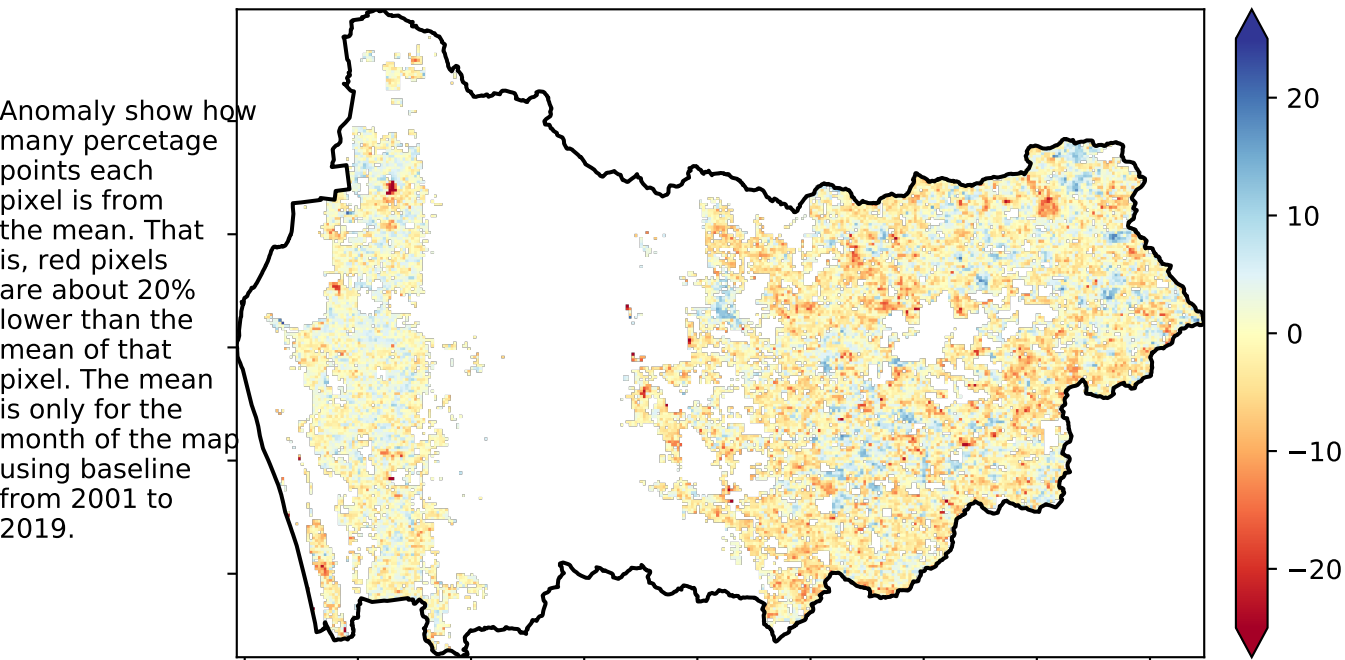 Anomaly show how
many percetage
points each
pixel is from
the mean. That
is, red pixels
are about 20%
lower than the
mean of that
pixel. The mean
is only for the
month of the map
using baseline
from 2001 to
2019.
20
10
0
−10
−20